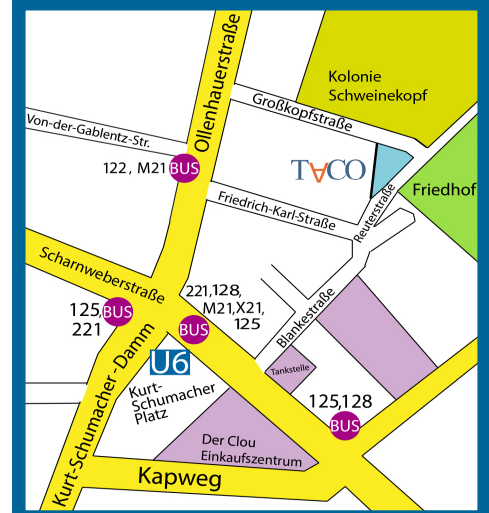 Kolonie
Schweinekopf
Ollenhauerstraße
Großkopfstraße
Von-der-Gablentz-Str.
122, M21 BUS
TACO
Friedhof
Friedrich-Karl-Straße
Reuterstraße
Scharnweberstraße
221,128,
M21,X21,
125
BUS
125,
221
BUS
Blankestraße
U6
Kurt-Schumacher-Damm
Kurt-
Schumacher
Platz
Tankstelle
125,128
BUS
Der Clou
Einkaufszentrum
Kapweg